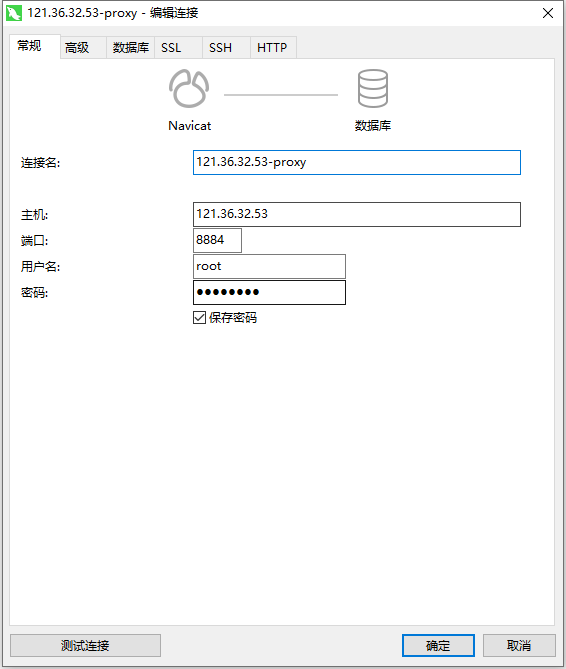 121.36.32.53-proxy - 编辑连接
常规 高级 数据库 SSL SSH HTTP
Navicat 数据库
连接名: 121.36.32.53-proxy
主机: 121.36.32.53
端口: 8884
用户名: root
密码: ●●●●●●●●
保存密码
测试连接 确定 取消